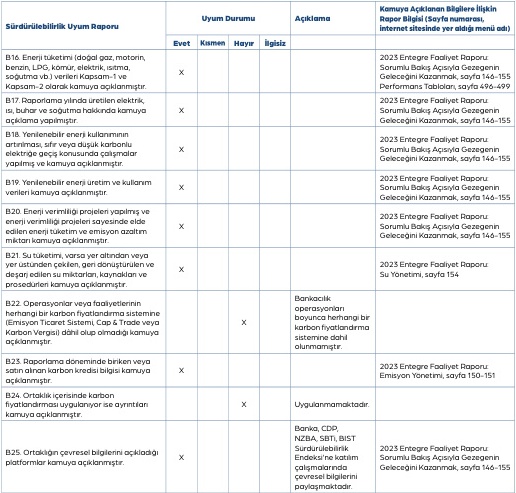 Sürdürülebilirlik Uyum Raporu
Uyum Durumu
Açıklama
Kamuya Açıklanan Bilgilere İlişkin
Rapor Bilgisi (Sayfa numarası,
internet sitesinde yer aldığı menü adı)
Evet Kısmen Hayır İlgisiz
B16. Enerji tüketimi (doğal gaz, motorin,
benzin, LPG, kömür, elektrik, ısıtma,
soğutma vb.) verileri Kapsam-1 ve
Kapsam-2 olarak kamuya açıklanmıştır.
X
2023 Entegre Faaliyet Raporu:
Sorumlu Bakış Açısıyla Gezegenin
Geleceğini Kazanmak, sayfa 146-155
Performans Tabloları, sayfa 496-499
B17. Raporlama yılında üretilen elektrik,
ısı, buhar ve soğutma hakkında kamuya
açıklama yapılmıştır.
X
2023 Entegre Faaliyet Raporu:
Sorumlu Bakış Açısıyla Gezegenin
Geleceğini Kazanmak, sayfa 146-155
B18. Yenilenebilir enerji kullanımının
artırılması, sıfır veya düşük karbonlu
elektriğe geçiş konusunda çalışmalar
yapılmış ve kamuya açıklanmıştır.
X
2023 Entegre Faaliyet Raporu:
Sorumlu Bakış Açısıyla Gezegenin
Geleceğini Kazanmak, sayfa 146-155
B19. Yenilenebilir enerji üretim ve kullanım
verileri kamuya açıklanmıştır.
X
2023 Entegre Faaliyet Raporu:
Sorumlu Bakış Açısıyla Gezegenin
Geleceğini Kazanmak, sayfa 146-155
B20. Enerji verimliliği projeleri yapılmış ve
enerji verimliliği projeleri sayesinde elde
edilen enerji tüketim ve emisyon azaltım
miktarı kamuya açıklanmıştır.
X
2023 Entegre Faaliyet Raporu:
Sorumlu Bakış Açısıyla Gezegenin
Geleceğini Kazanmak, sayfa 146-155
B21. Su tüketimi, varsa yer altından veya
yer üstünden çekilen, geri dönüştürülen ve
deşarj edilen su miktarları, kaynakları ve
prosedürleri kamuya açıklanmıştır.
X
2023 Entegre Faaliyet Raporu:
Su Yönetimi, sayfa 154
B22. Operasyonlar veya faaliyetlerinin
herhangi bir karbon fiyatlandırma sistemine
(Emisyon Ticaret Sistemi, Cap & Trade veya
Karbon Vergisi) dâhil olup olmadığı kamuya
açıklanmıştır.
X
Bankacılık
operasyonları
boyunca herhangi bir
karbon fiyatlandırma
sistemine dahil
olunmamıştır.
B23. Raporlama döneminde biriken veya
satın alınan karbon kredisi bilgisi kamuya
açıklanmıştır.
X
2023 Entegre Faaliyet Raporu:
Emisyon Yönetimi, sayfa 150-151
B24. Ortaklık içerisinde karbon
fiyatlandırması uygulanıyor ise ayrıntıları
kamuya açıklanmıştır.
X
Uygulanmamaktadır.
B25. Ortaklığın çevresel bilgilerini açıkladığı
platformlar kamuya açıklanmıştır.
X
Banka, CDP,
NZBA, SBTi, BIST
Sürdürülebilirlik
Endeksi'ne katılım
çalışmalarında
çevresel bilgilerini
paylaşmaktadır.
2023 Entegre Faaliyet Raporu:
Sorumlu Bakış Açısıyla Gezegenin
Geleceğini Kazanmak, sayfa 146-155